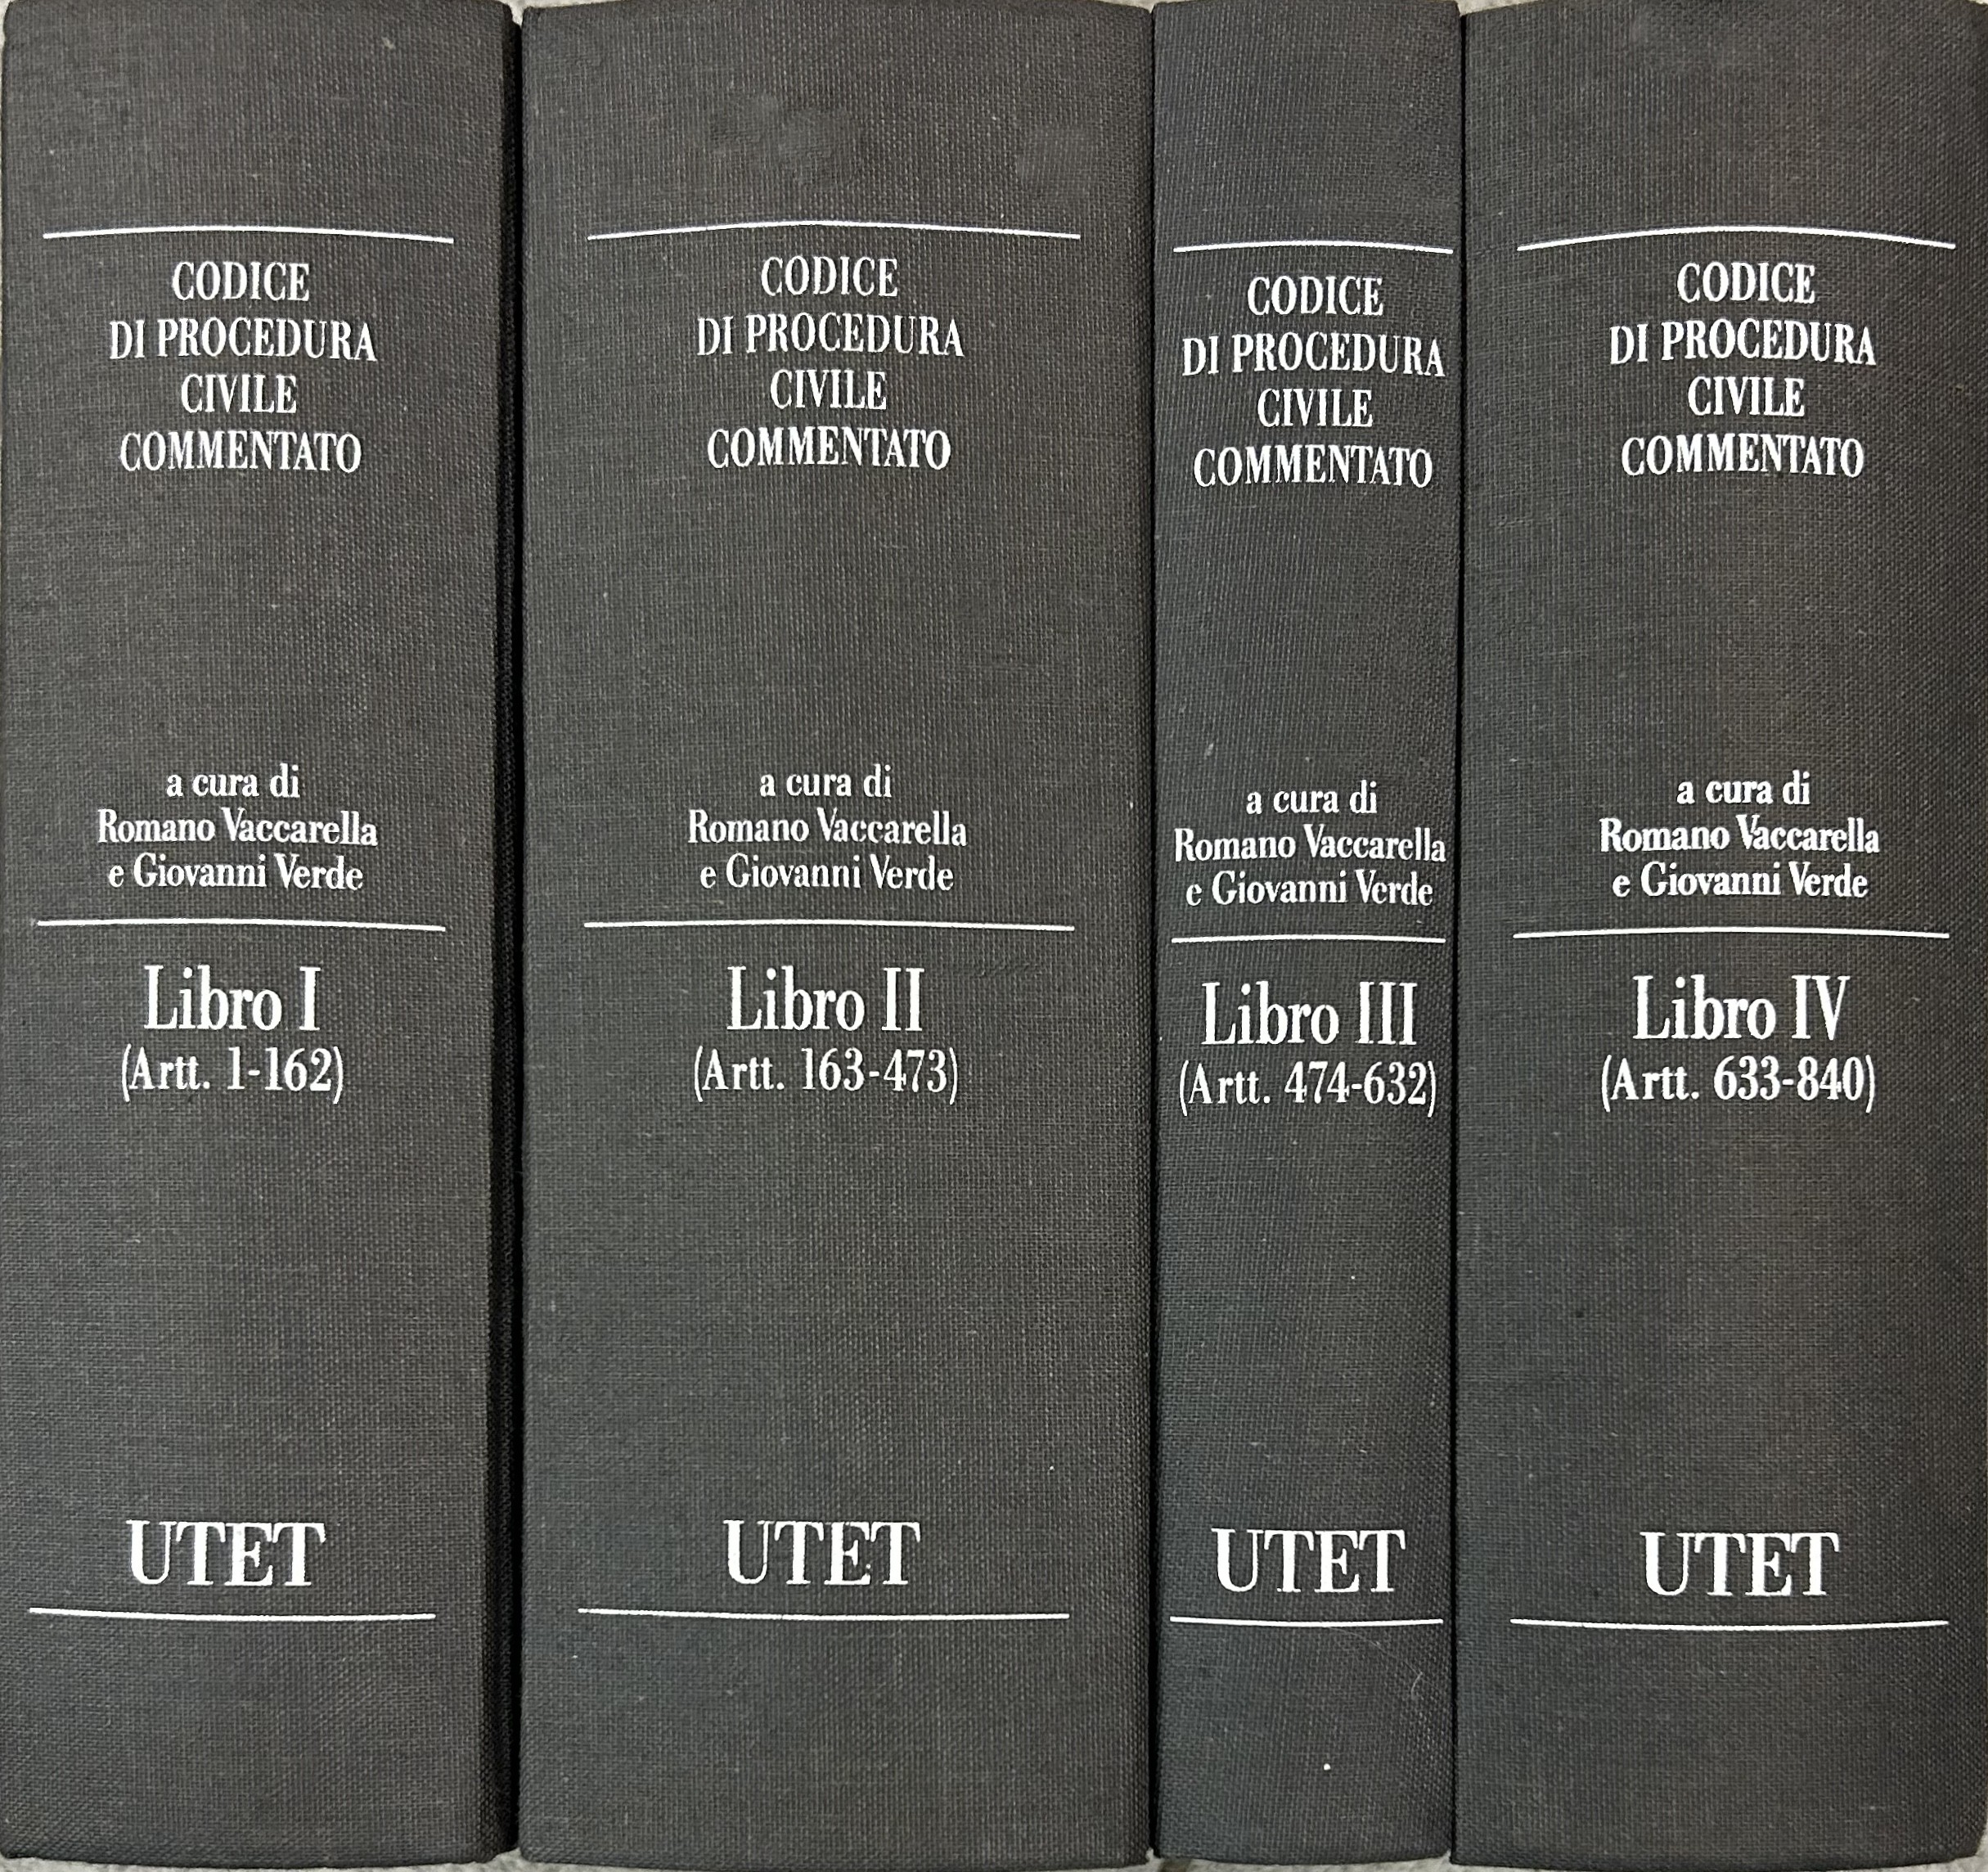 CODICE
DI PROCEDURA
CIVILE
COMMENTATO
a cura di
Romano Vaccarella
e Giovanni Verde
Libro I
(Artt. 1-162)
UTET
CODICE
DI PROCEDURA
CIVILE
COMMENTATO
a cura di
Romano Vaccarella
e Giovanni Verde
Libro II
(Artt. 163-473)
UTET
CODICE
DI PROCEDURA
CIVILE
COMMENTATO
a cura di
Romano Vaccarella
e Giovanni Verde
Libro III
(Artt. 474-632)
UTET
CODICE
DI PROCEDURA
CIVILE
COMMENTATO
a cura di
Romano Vaccarella
e Giovanni Verde
Libro IV
(Artt. 633-840)
UTET